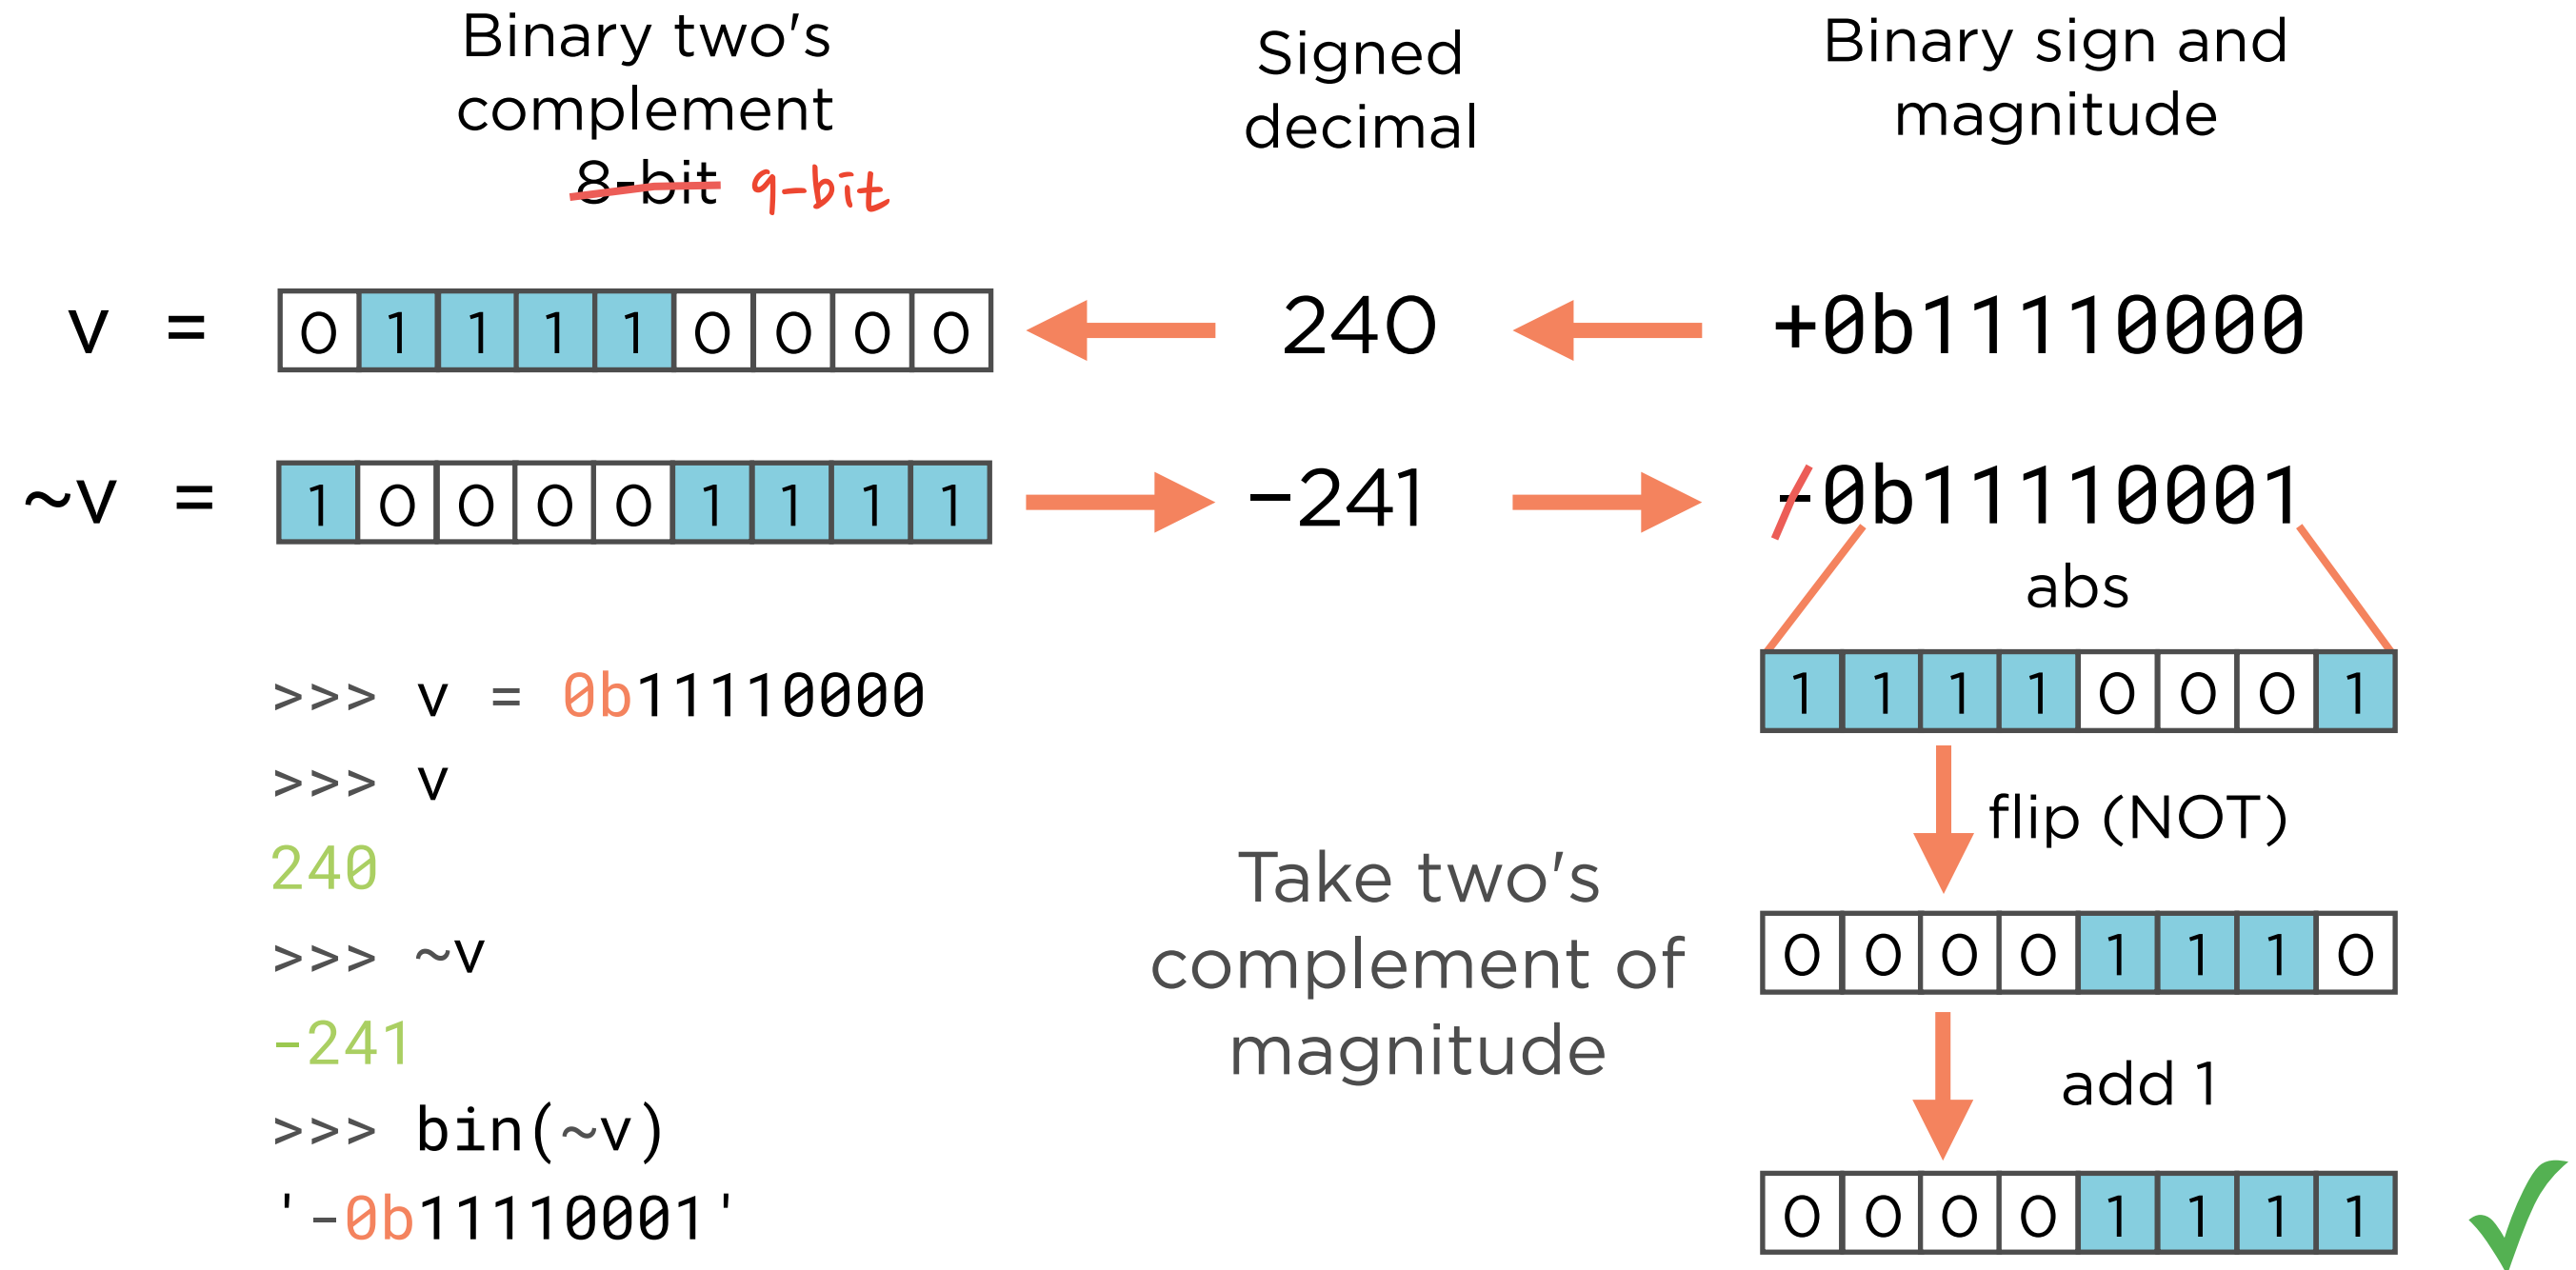 Binary two's
complement
8-bit 9-bit
Signed
decimal
Binary sign and
magnitude
v = 0 1 1 1 1 0 0 0 0
240
+0b11110000
~v = 1 0 0 0 0 1 1 1 1
-241
-0b11110001
abs
1 1 1 1 0 0 0 1
flip (NOT)
0 0 0 0 1 1 1 0
add 1
0 0 0 0 1 1 1 1
Take two's
complement of
magnitude
>>> v = 0b11110000
>>> v
240
>>> ~v
-241
>>> bin(~v)
'-0b11110001'